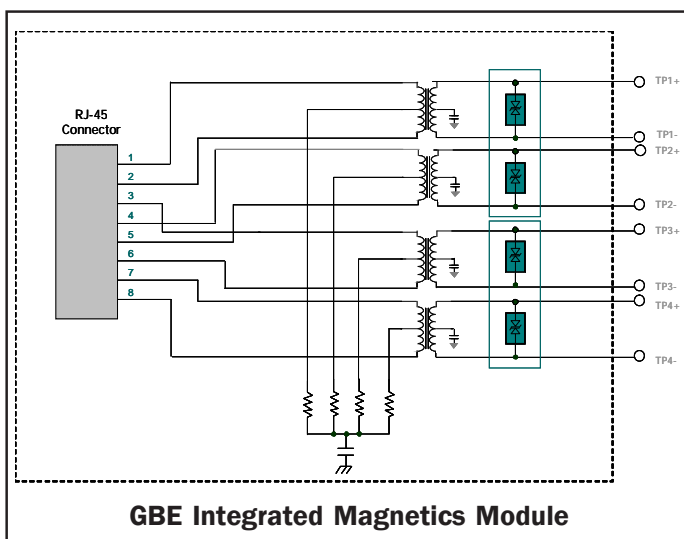 RJ-45
Connector
1
2
3
4
5
6
7
8
TP1+
TP1-
TP2+
TP2-
TP3+
TP3-
TP4+
TP4-
GBE Integrated Magnetics Module